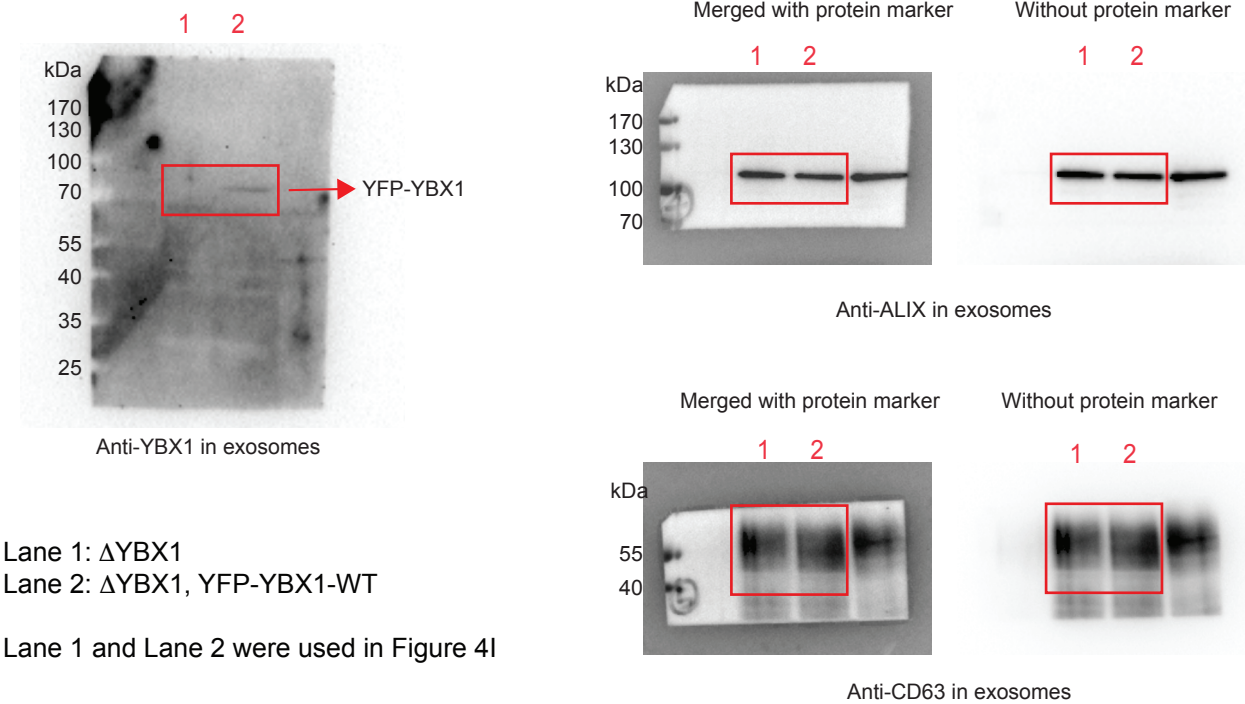 1 2
kDa
170
130
100
70
55
40
35
25
YFP-YBX1
Anti-YBX1 in exosomes
Lane 1: ΔYBX1
Lane 2: ΔYBX1, YFP-YBX1-WT
Lane 1 and Lane 2 were used in Figure 4I
Merged with protein marker
Without protein marker
1 2
1 2
kDa
170
130
100
70
Anti-ALIX in exosomes
Merged with protein marker
Without protein marker
1 2
1 2
kDa
55
40
Anti-CD63 in exosomes